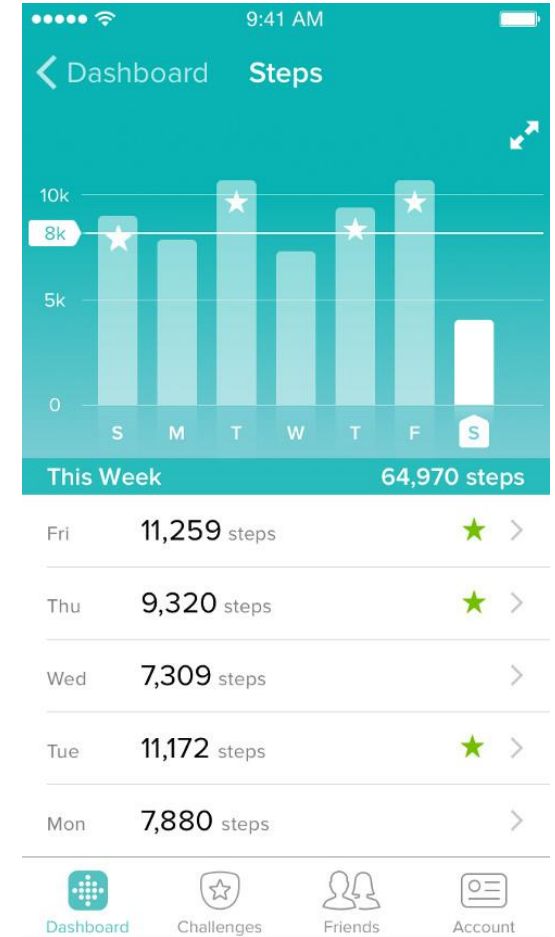 9:41 AM
Dashboard Steps
10k
8k
5k
0
S M T W T F S
This Week 64,970 steps
Fri 11,259 steps
Thu 9,320 steps
Wed 7,309 steps
Tue 11,172 steps
Mon 7,880 steps
Dashboard Challenges Friends Account